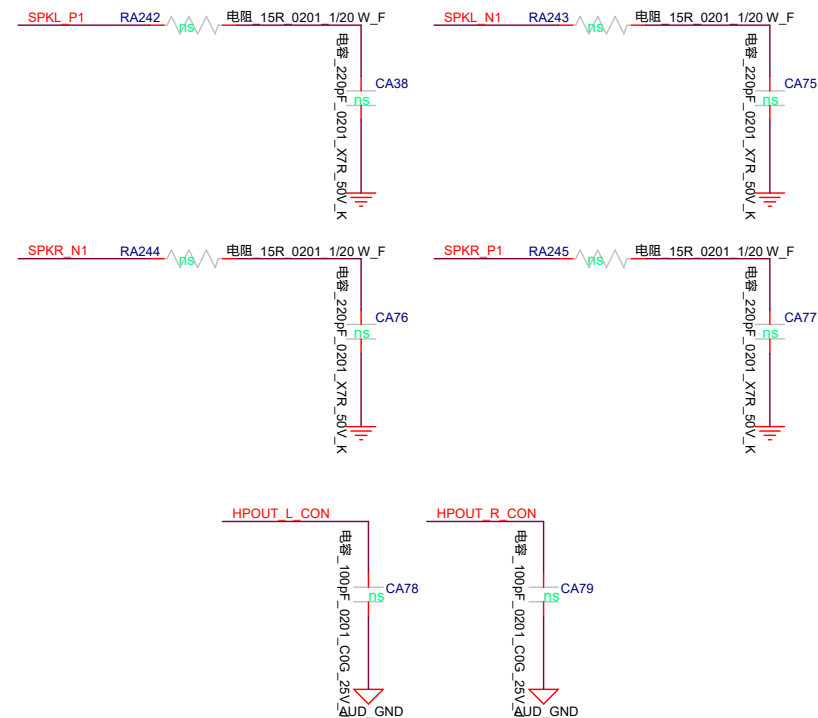 SPKL_P1 RA242 ns 电阻_15R_0201_1/20 W_F
电容_220pF_0201_X7R_50V_K
CA38
ns
SPKL_N1 RA243 ns 电阻_15R_0201_1/20 W_F
电容_220pF_0201_X7R_50V_K
CA75
ns
SPKR_N1 RA244 ns 电阻_15R_0201_1/20 W_F
电容_220pF_0201_X7R_50V_K
CA76
ns
SPKR_P1 RA245 ns 电阻_15R_0201_1/20 W_F
电容_220pF_0201_X7R_50V_K
CA77
ns
HPOUT_L_CON
电容_100pF_0201_C0G_25V
CA78
ns
AUD_GND
HPOUT_R_CON
电容_100pF_0201_C0G_25V
CA79
ns
AUD_GND